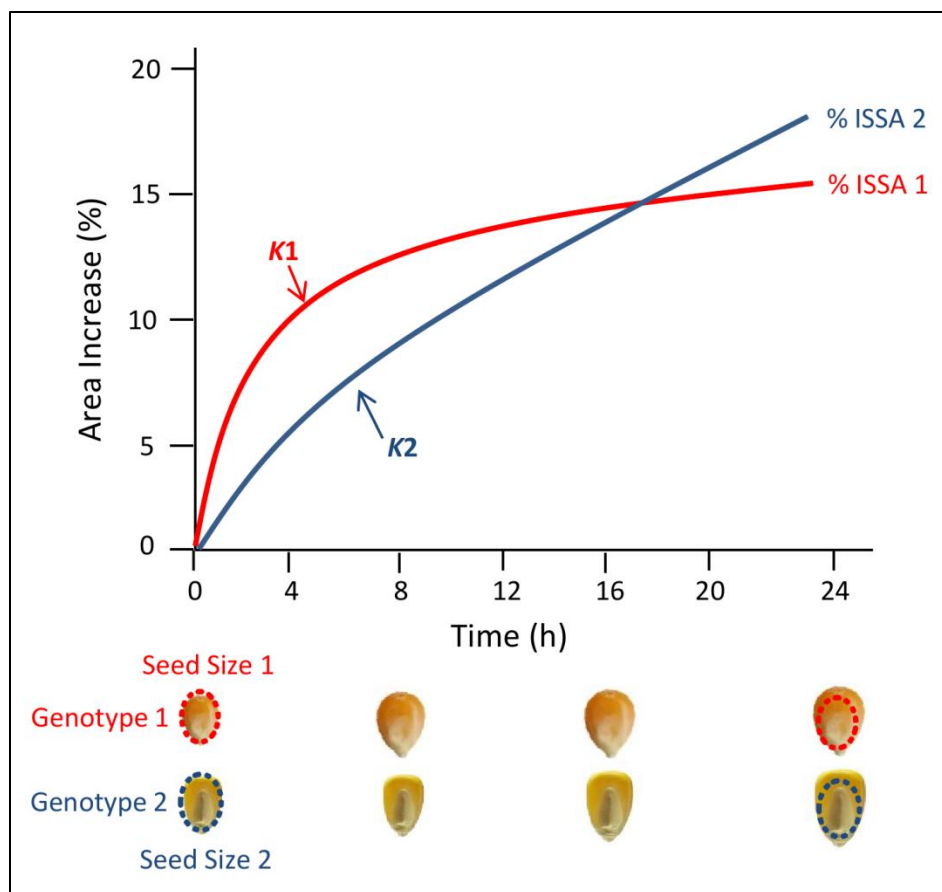 20
% ISSA 2
15
% ISSA 1
K1
Area Increase (%)
10
5
K2
0
0 4 8 12 16 20 24
Time (h)
Seed Size 1
Genotype 1
Genotype 2
Seed Size 2